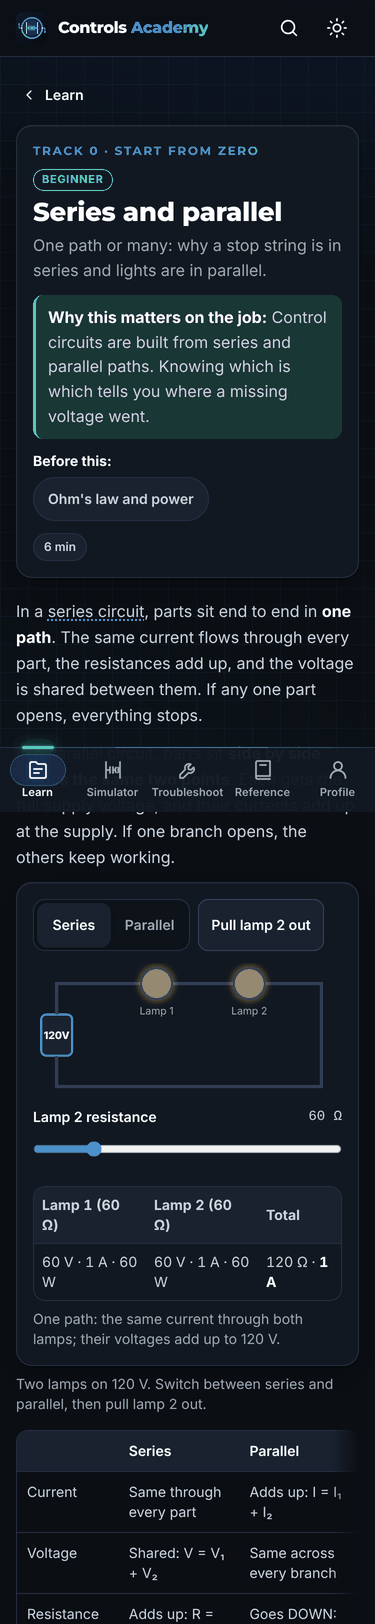 Controls Academy
Learn
TRACK 0 · START FROM ZERO
BEGINNER
Series and parallel
One path or many: why a stop string is in
series and lights are in parallel.
Why this matters on the job: Control
circuits are built from series and
parallel paths. Knowing which is
which tells you where a missing
voltage went.
Before this:
Ohm's law and power
6 min
In a series circuit, parts sit end to end in one
path. The same current flows through every
part, the resistances add up, and the voltage
is shared between them. If any one part
opens, everything stops.
Learn
Simulator
Troubleshoot
Reference
Profile
at the supply. If one branch opens, the
others keep working.
Series
Parallel
Pull lamp 2 out
Lamp 1
Lamp 2
120V
Lamp 2 resistance
60 Ω
Lamp 1 (60
Ω)
Lamp 2 (60
Ω)
Total
60 V · 1 A · 60
W
60 V · 1 A · 60
W
120 Ω · 1
A
One path: the same current through both
lamps; their voltages add up to 120 V.
Two lamps on 120 V. Switch between series and
parallel, then pull lamp 2 out.
Series
Parallel
Current
Same through
every part
Adds up: I = I₁
+ I₂
Voltage
Shared: V = V₁
+ V₂
Same across
every branch
Resistance
Adds up: R =
Goes DOWN: